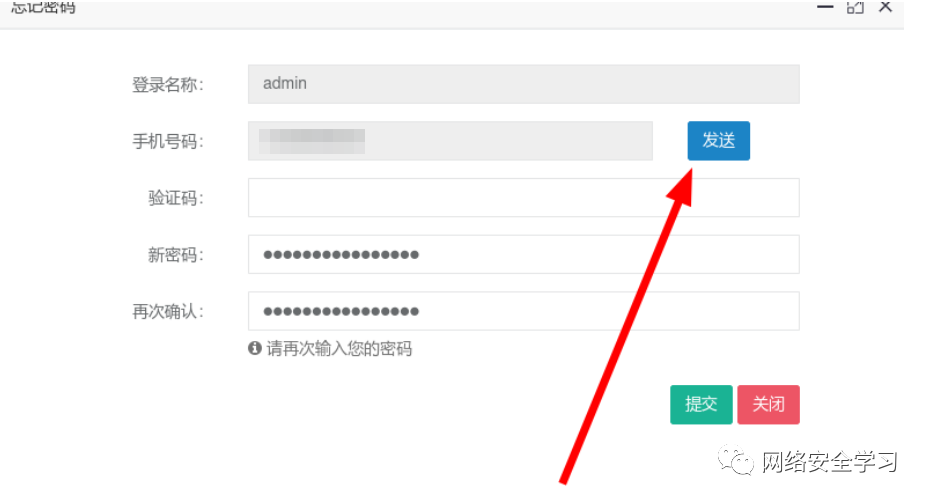 忘记密码
登录名称：
admin
手机号码：
发送
验证码：
新密码：
再次确认：
请再次输入您的密码
提交 关闭
网络安全学习